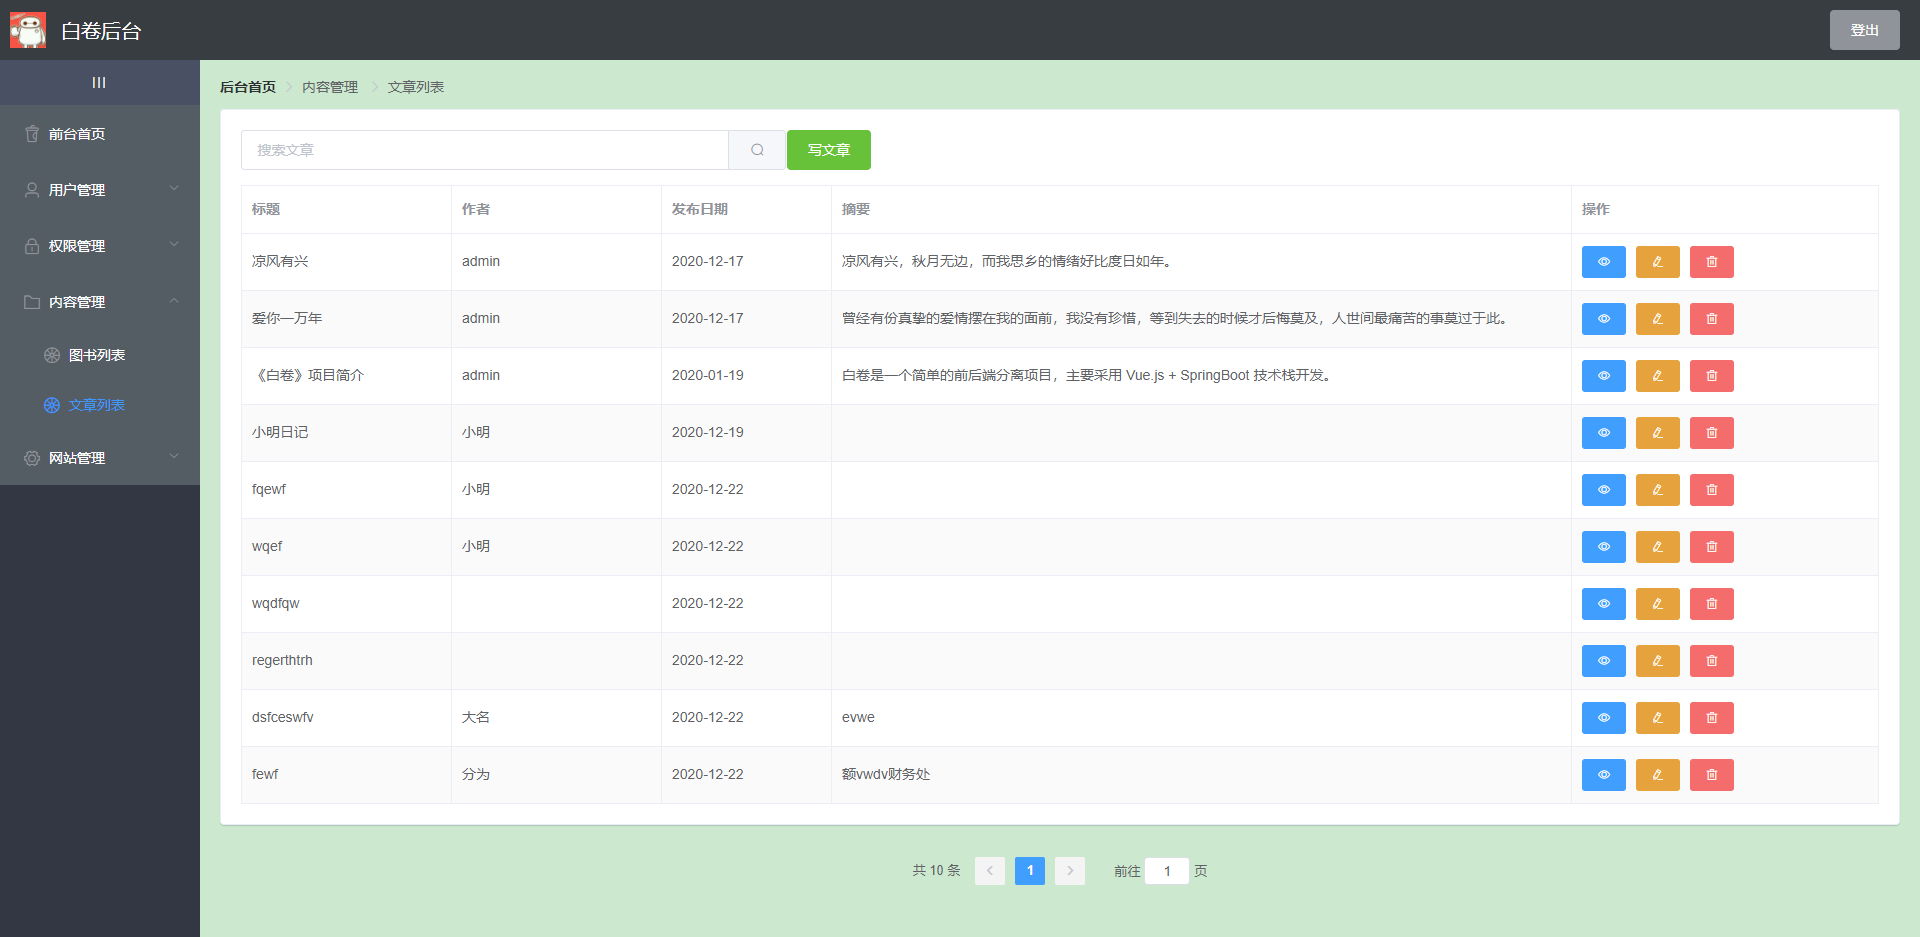 白卷后台
登出
后台首页 内容管理 文章列表
前台首页
用户管理
权限管理
内容管理
图书列表
文章列表
网站管理
搜索文章 写文章
标题 作者 发布日期 摘要 操作
凉风有兴 admin 2020-12-17 凉风有兴，秋月无边，而我思乡的情绪好比度日如年。
爱你一万年 admin 2020-12-17 曾经有份真挚的爱情摆在我的面前，我没有珍惜，等到失去的时候才后悔莫及，人世间最痛苦的事莫过于此。
《白卷》项目简介 admin 2020-01-19 白卷是一个简单的前后端分离项目，主要采用 Vue.js + SpringBoot 技术栈开发。
小明日记 小明 2020-12-19
fqewf 小明 2020-12-22
wqef 小明 2020-12-22
wqdfqw 2020-12-22
regerthtrh 2020-12-22
dsfceswfv 大名 2020-12-22 evwe
fewf 分为 2020-12-22 额vwdv财务处
共 10 条 1 前往 1 页